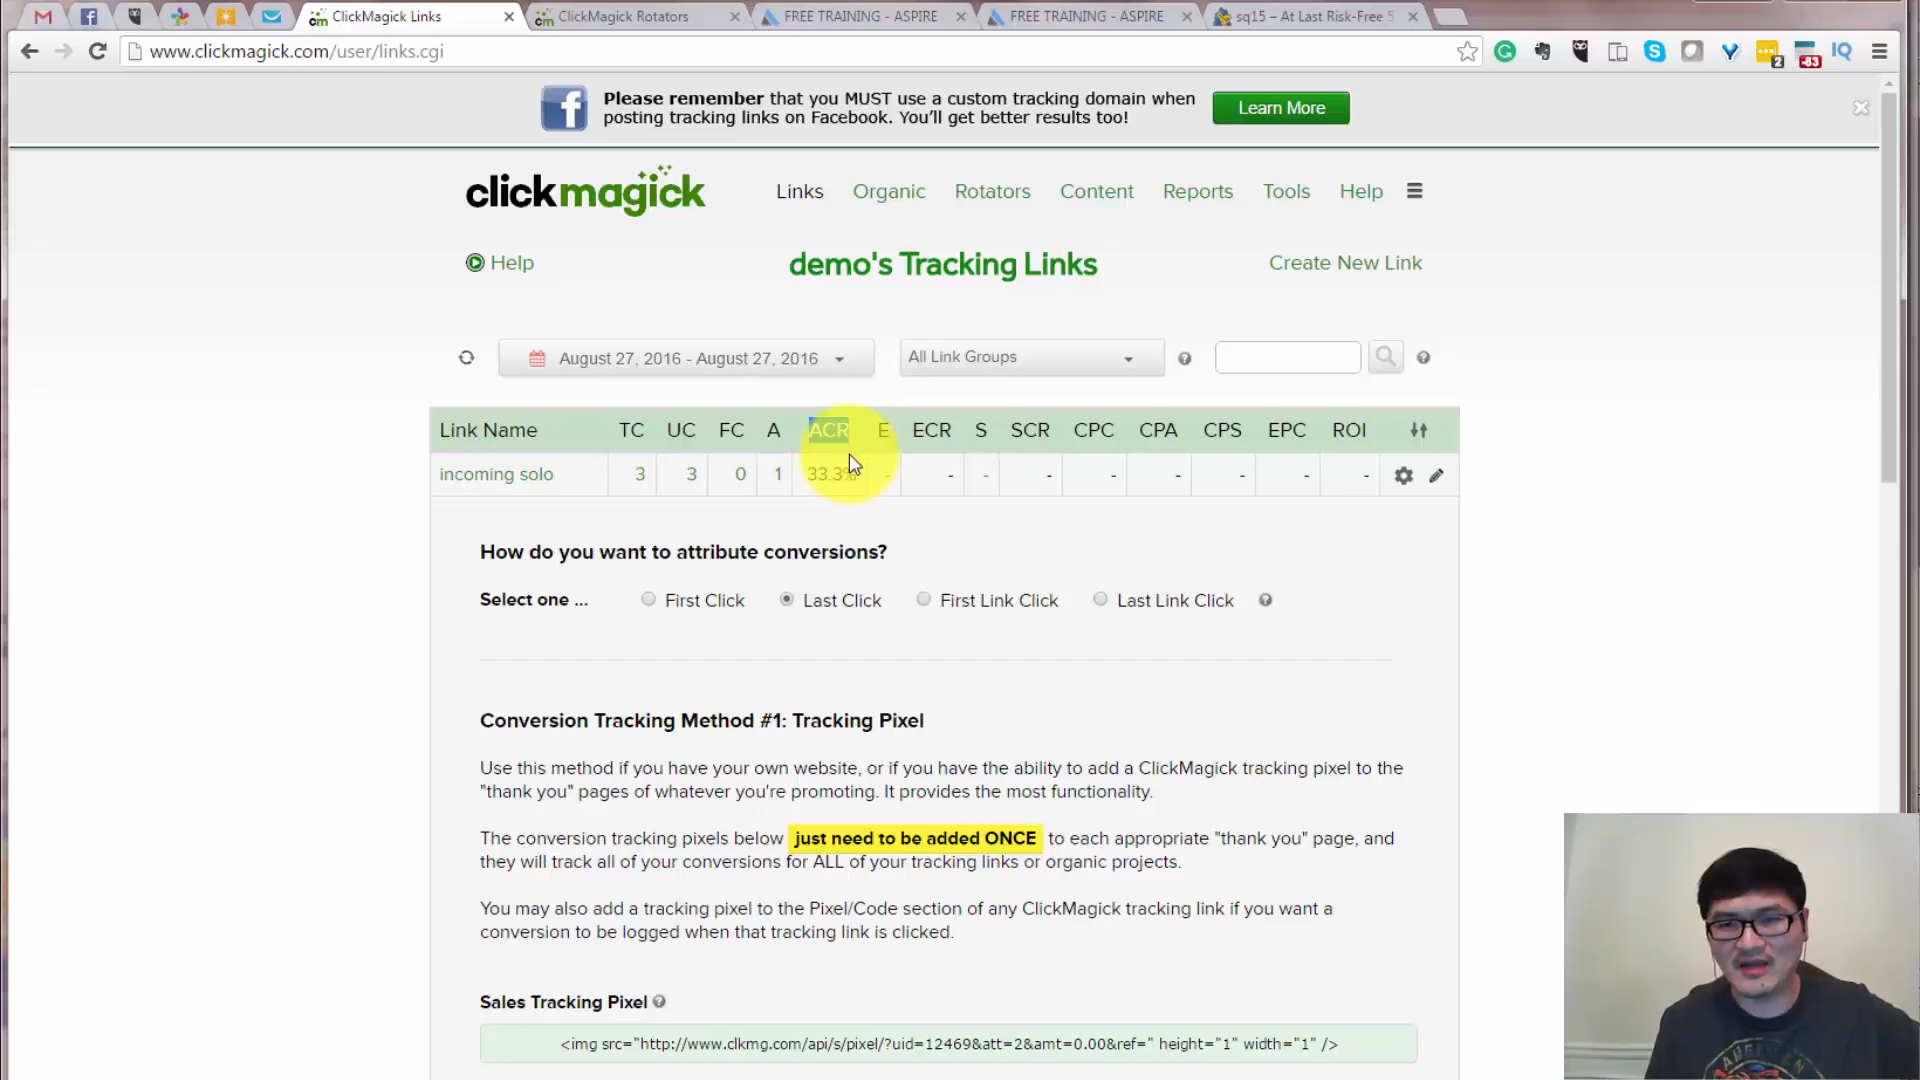 ClickMagick Links
ClickMagick Rotators
FREE TRAINING - ASPIRE
FREE TRAINING - ASPIRE
sq15 – At Last Risk-Free 5
www.clickmagick.com/user/links.cgi
2
-83
IQ
Please remember that you MUST use a custom tracking domain when
posting tracking links on Facebook. You'll get better results too!
Learn More
clickmagick
Links
Organic
Rotators
Content
Reports
Tools
Help
Help
demo's Tracking Links
Create New Link
August 27, 2016 - August 27, 2016
All Link Groups
Link Name TC UC FC A ACR E ECR S SCR CPC CPA CPS EPC ROI
incoming solo 3 3 0 1 33.3% - - - - - - - - -
How do you want to attribute conversions?
Select one ... First Click Last Click First Link Click Last Link Click
Conversion Tracking Method #1: Tracking Pixel
Use this method if you have your own website, or if you have the ability to add a ClickMagick tracking pixel to the
"thank you" pages of whatever you're promoting. It provides the most functionality.
The conversion tracking pixels below just need to be added ONCE to each appropriate "thank you" page, and
they will track all of your conversions for ALL of your tracking links or organic projects.
You may also add a tracking pixel to the Pixel/Code section of any ClickMagick tracking link if you want a
conversion to be logged when that tracking link is clicked.
Sales Tracking Pixel
<img src="http://www.clkmg.com/api/s/pixel/?uid=12469&att=2&amt=0.00&ref=" height="1" width="1" />